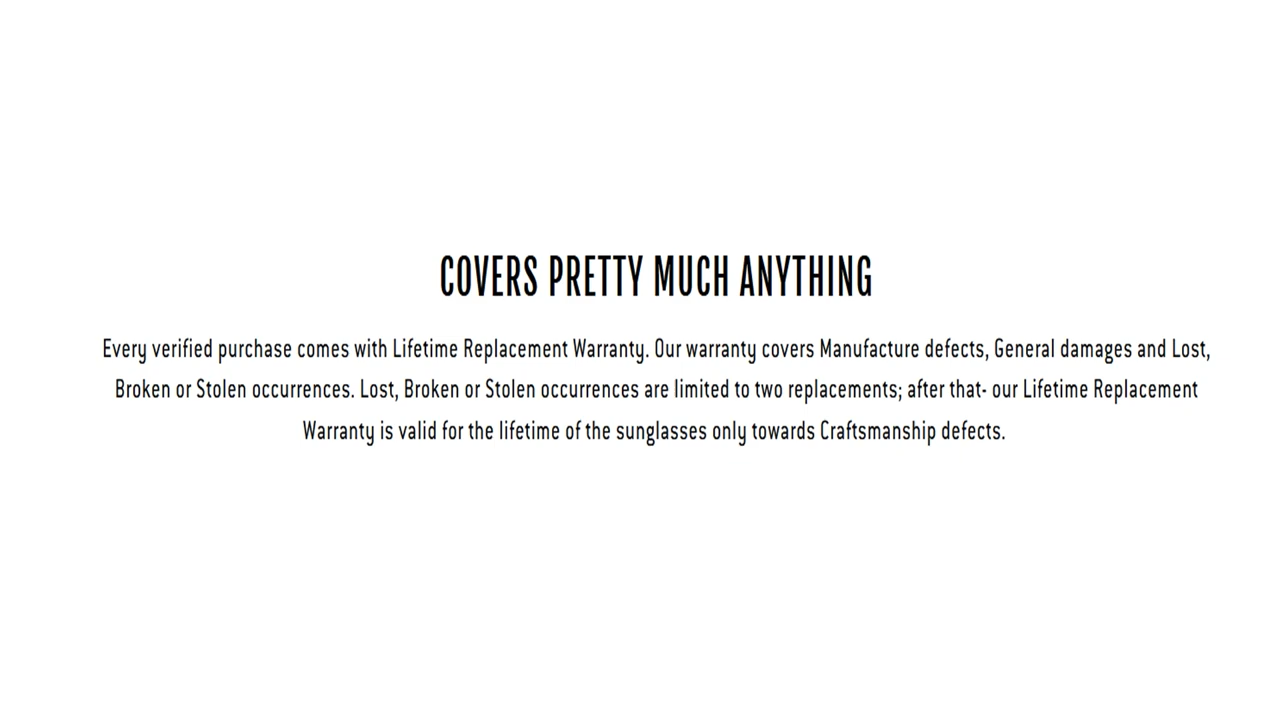 COVERS PRETTY MUCH ANYTHING
Every verified purchase comes with Lifetime Replacement Warranty. Our warranty covers Manufacture defects, General damages and Lost,
Broken or Stolen occurrences. Lost, Broken or Stolen occurrences are limited to two replacements; after that- our Lifetime Replacement
Warranty is valid for the lifetime of the sunglasses only towards Craftsmanship defects.